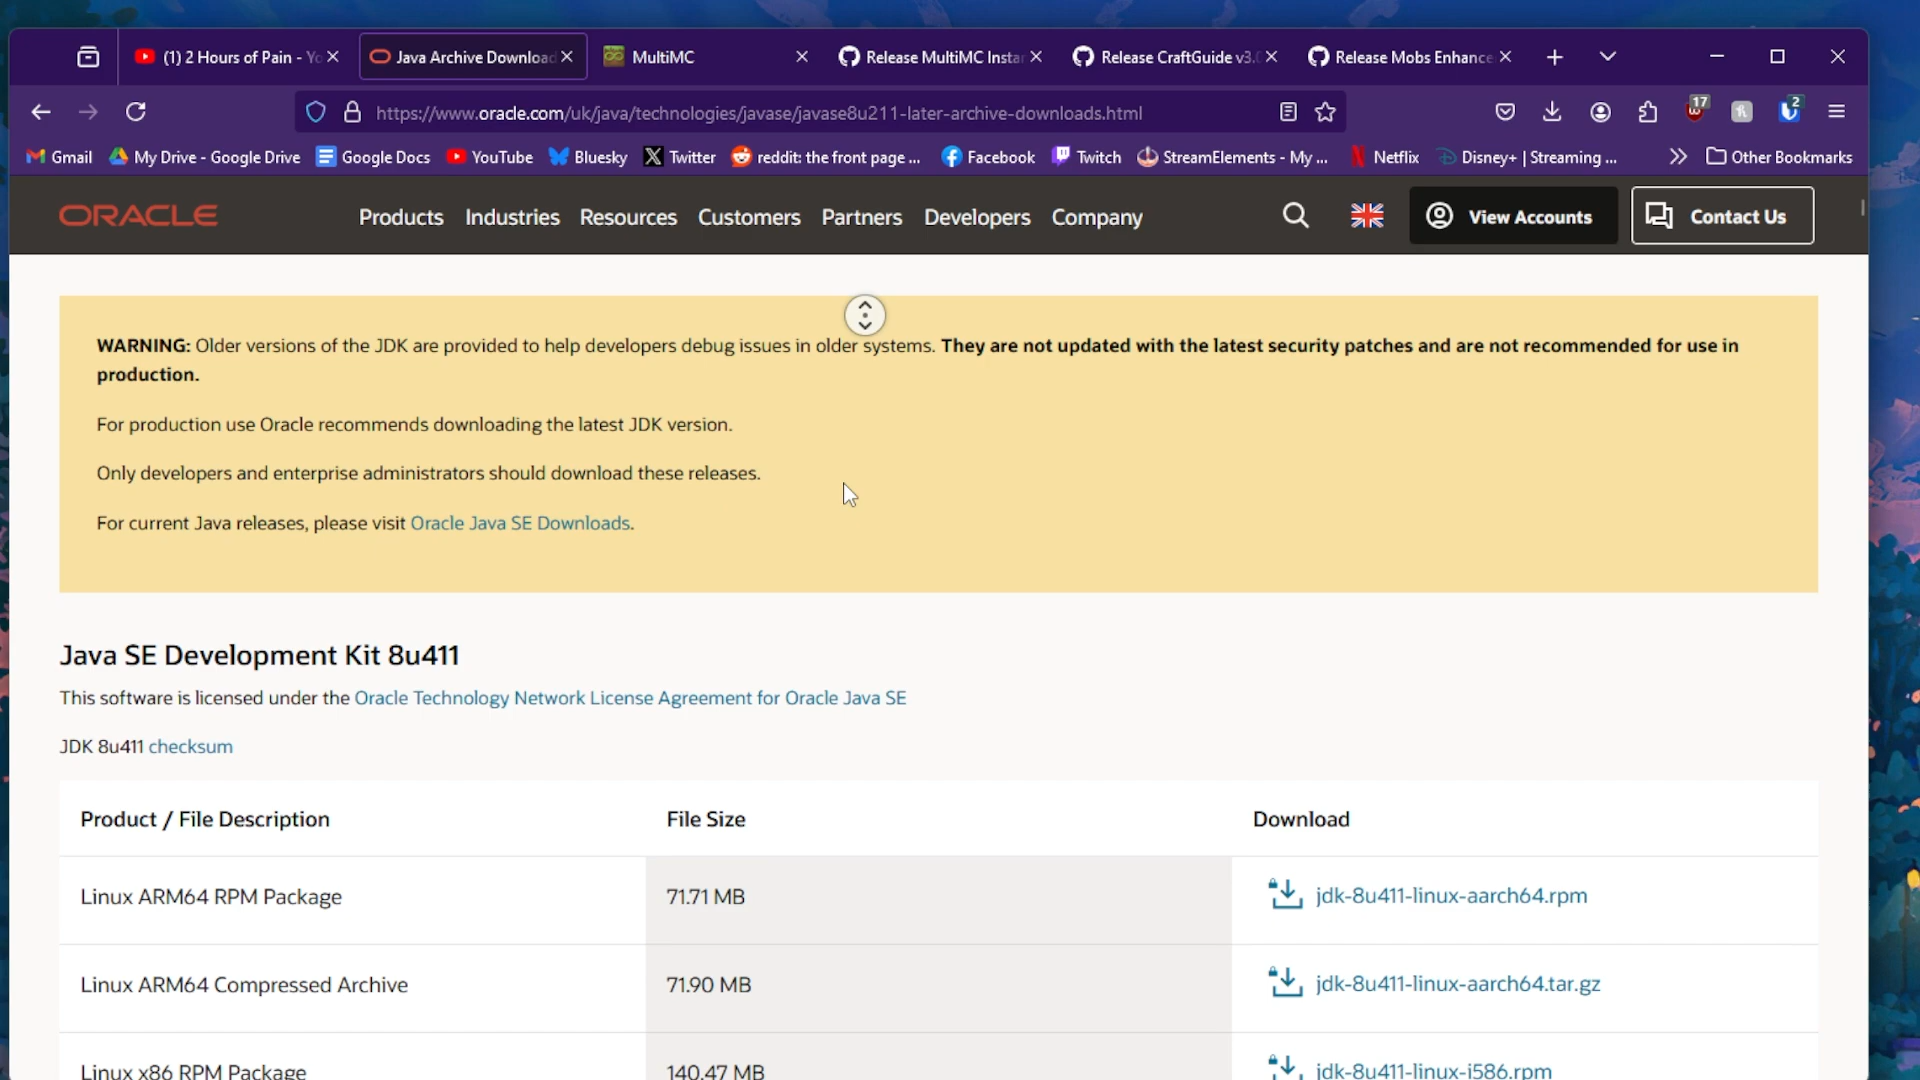 (1) 2 Hours of Pain - Yo
Java Archive Download
MultiMC
Release MultiMC Instan
Release CraftGuide v3.0
Release Mobs Enhance
https://www.oracle.com/uk/java/technologies/javase/javase8u211-later-archive-downloads.html
17
2
Gmail
My Drive - Google Drive
Google Docs
YouTube
Bluesky
Twitter
reddit: the front page ...
Facebook
Twitch
StreamElements - My ...
Netflix
Disney+ | Streaming ...
Other Bookmarks
ORACLE
Products
Industries
Resources
Customers
Partners
Developers
Company
View Accounts
Contact Us
WARNING: Older versions of the JDK are provided to help developers debug issues in older systems. They are not updated with the latest security patches and are not recommended for use in
production.
For production use Oracle recommends downloading the latest JDK version.
Only developers and enterprise administrators should download these releases.
For current Java releases, please visit Oracle Java SE Downloads.
Java SE Development Kit 8u411
This software is licensed under the Oracle Technology Network License Agreement for Oracle Java SE
JDK 8u411 checksum
Product / File Description
File Size
Download
Linux ARM64 RPM Package
71.71 MB
jdk-8u411-linux-aarch64.rpm
Linux ARM64 Compressed Archive
71.90 MB
jdk-8u411-linux-aarch64.tar.gz
Linux x86 RPM Package
140.47 MB
jdk-8u411-linux-i586.rpm